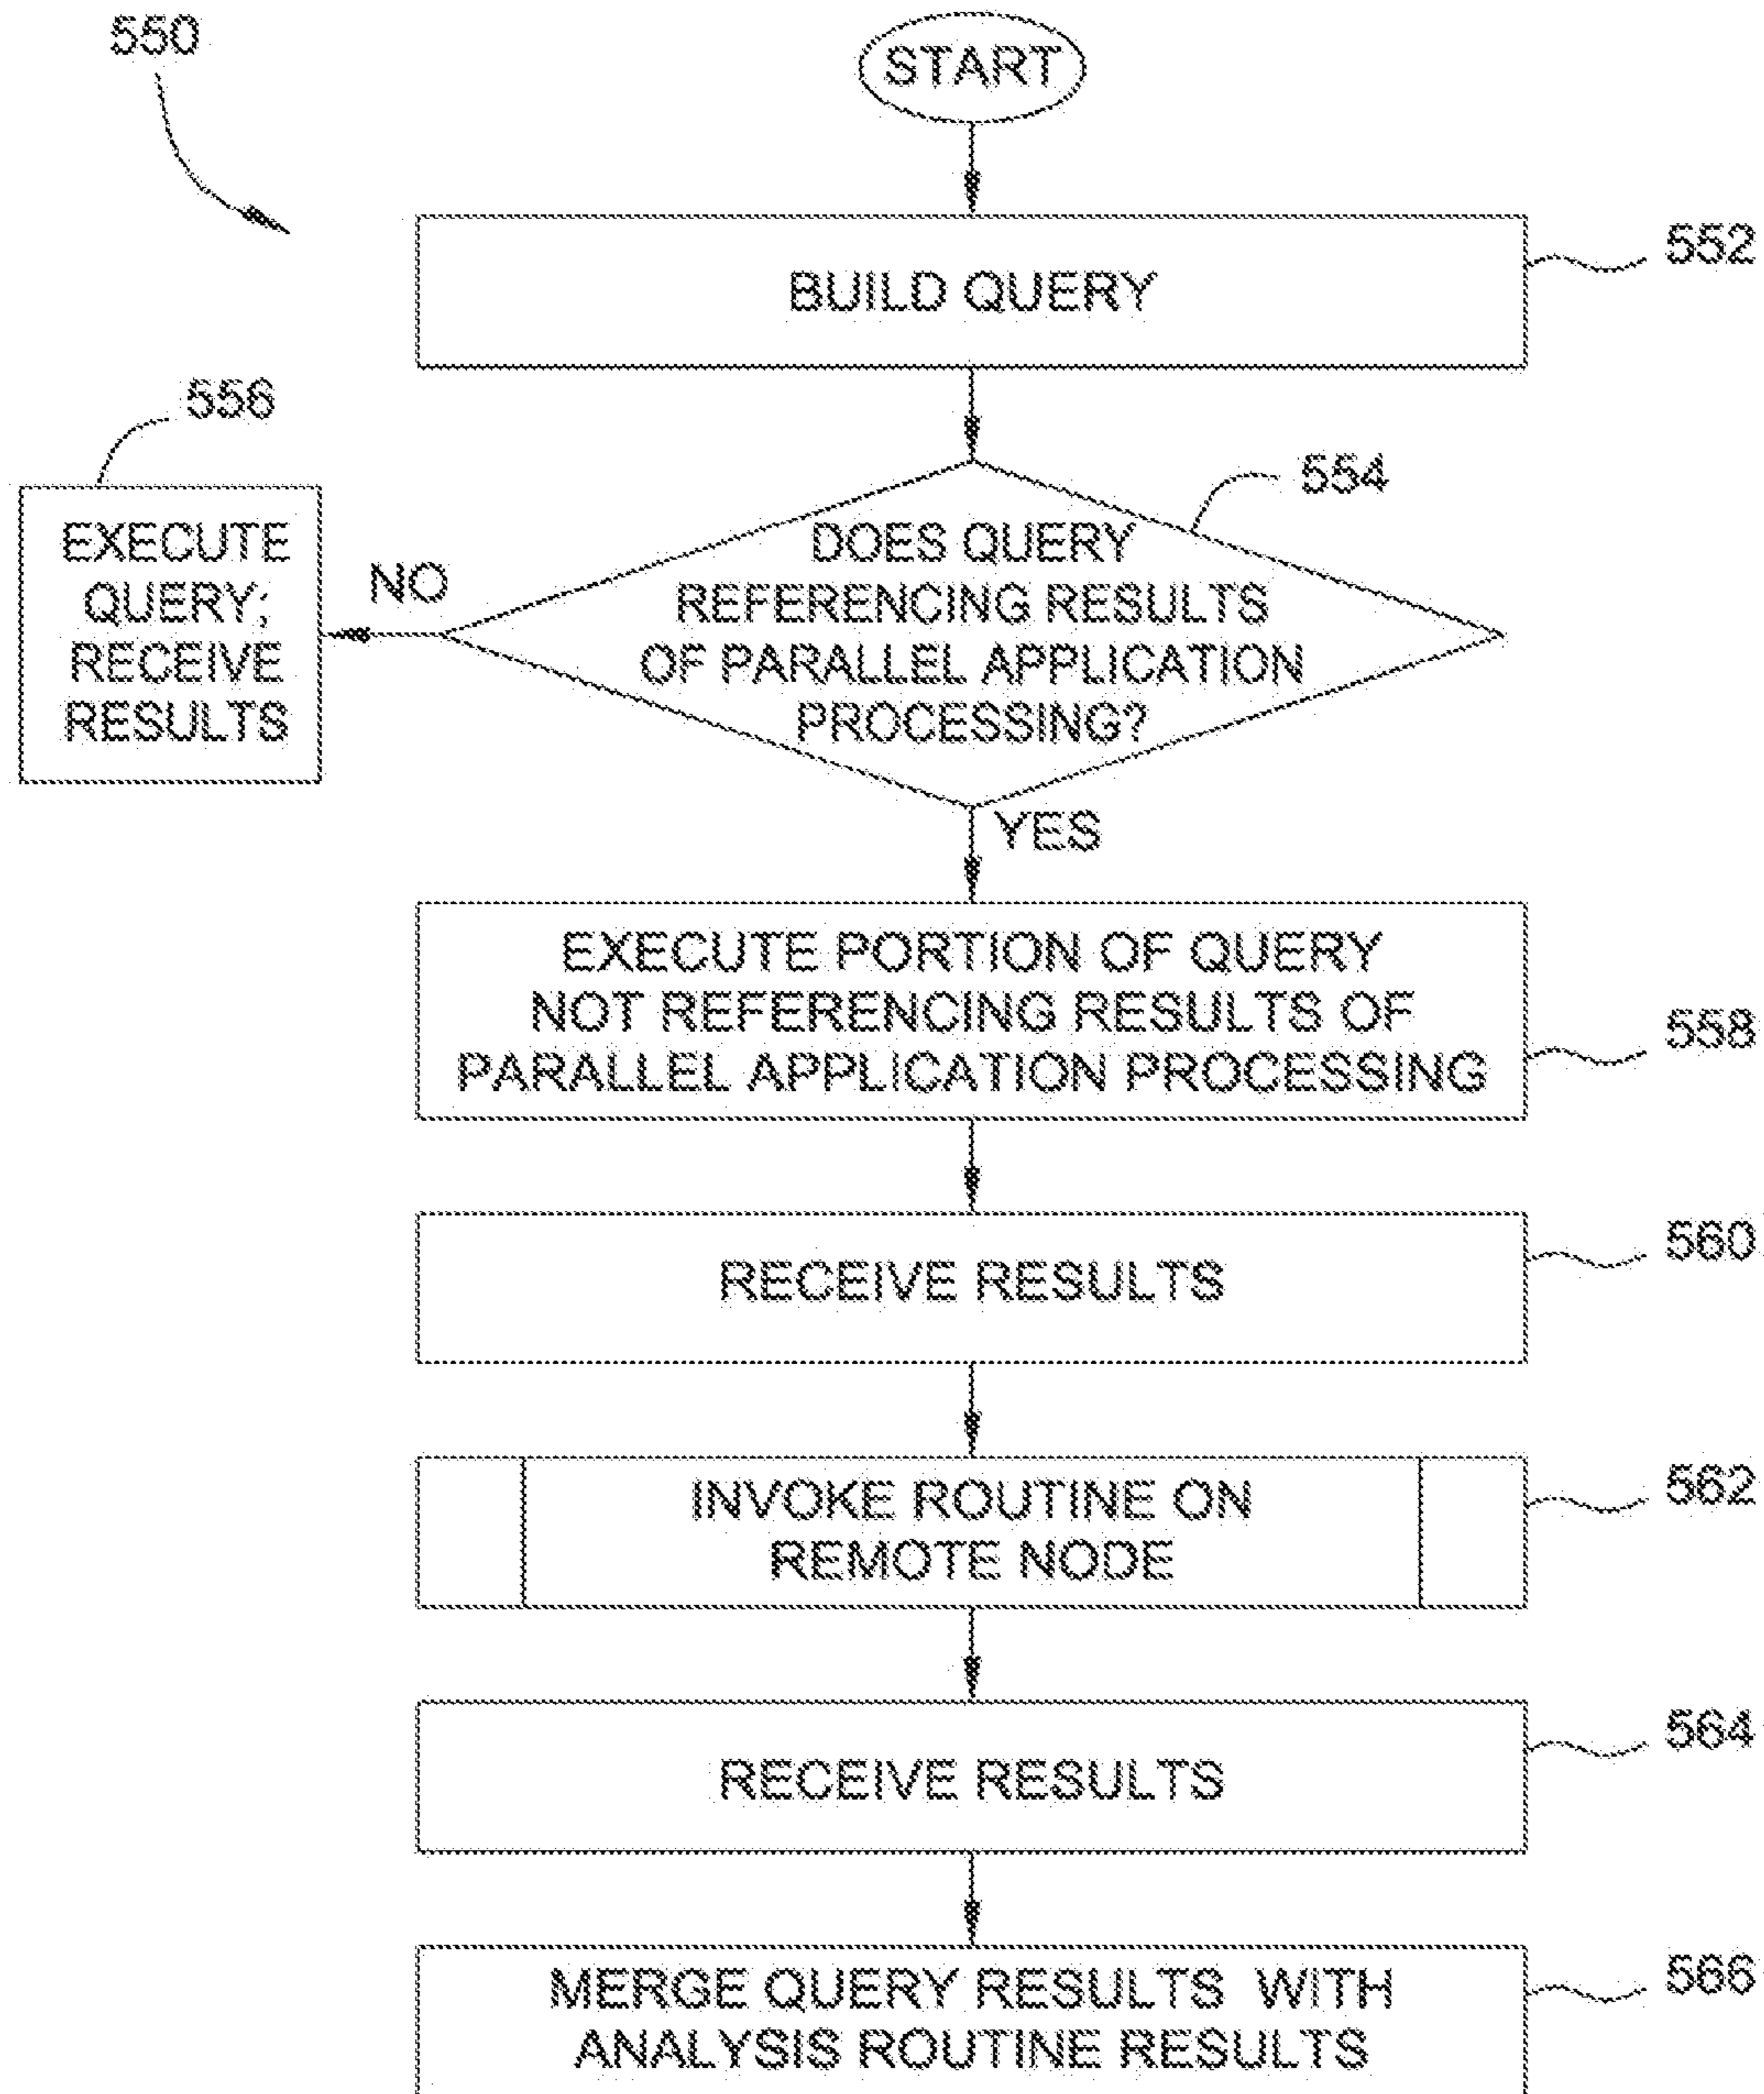 550
START
BUILD QUERY
552
556
554
EXECUTE
QUERY;
RECEIVE
RESULTS
NO
DOES QUERY
REFERENCING RESULTS
OF PARALLEL APPLICATION
PROCESSING?
YES
EXECUTE PORTION OF QUERY
NOT REFERENCING RESULTS OF
PARALLEL APPLICATION PROCESSING
558
RECEIVE RESULTS
560
INVOKE ROUTINE ON
REMOTE NODE
562
RECEIVE RESULTS
564
MERGE QUERY RESULTS WITH
ANALYSIS ROUTINE RESULTS
566